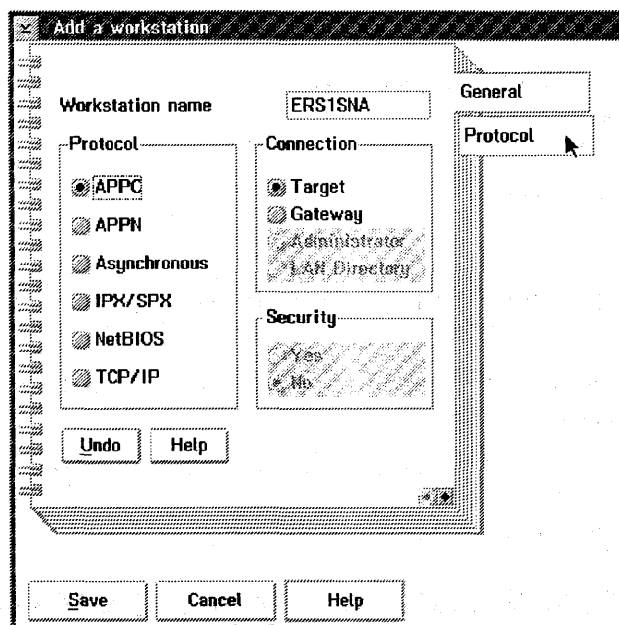 Add a workstation
General
Protocol
Workstation name ERS1SNA
Protocol
APPC
APPN
Asynchronous
IPX/SPX
NetBIOS
TCP/IP
Connection
Target
Gateway
Administrator
LAN Directory
Security
Yes
No
Undo Help
Save Cancel Help